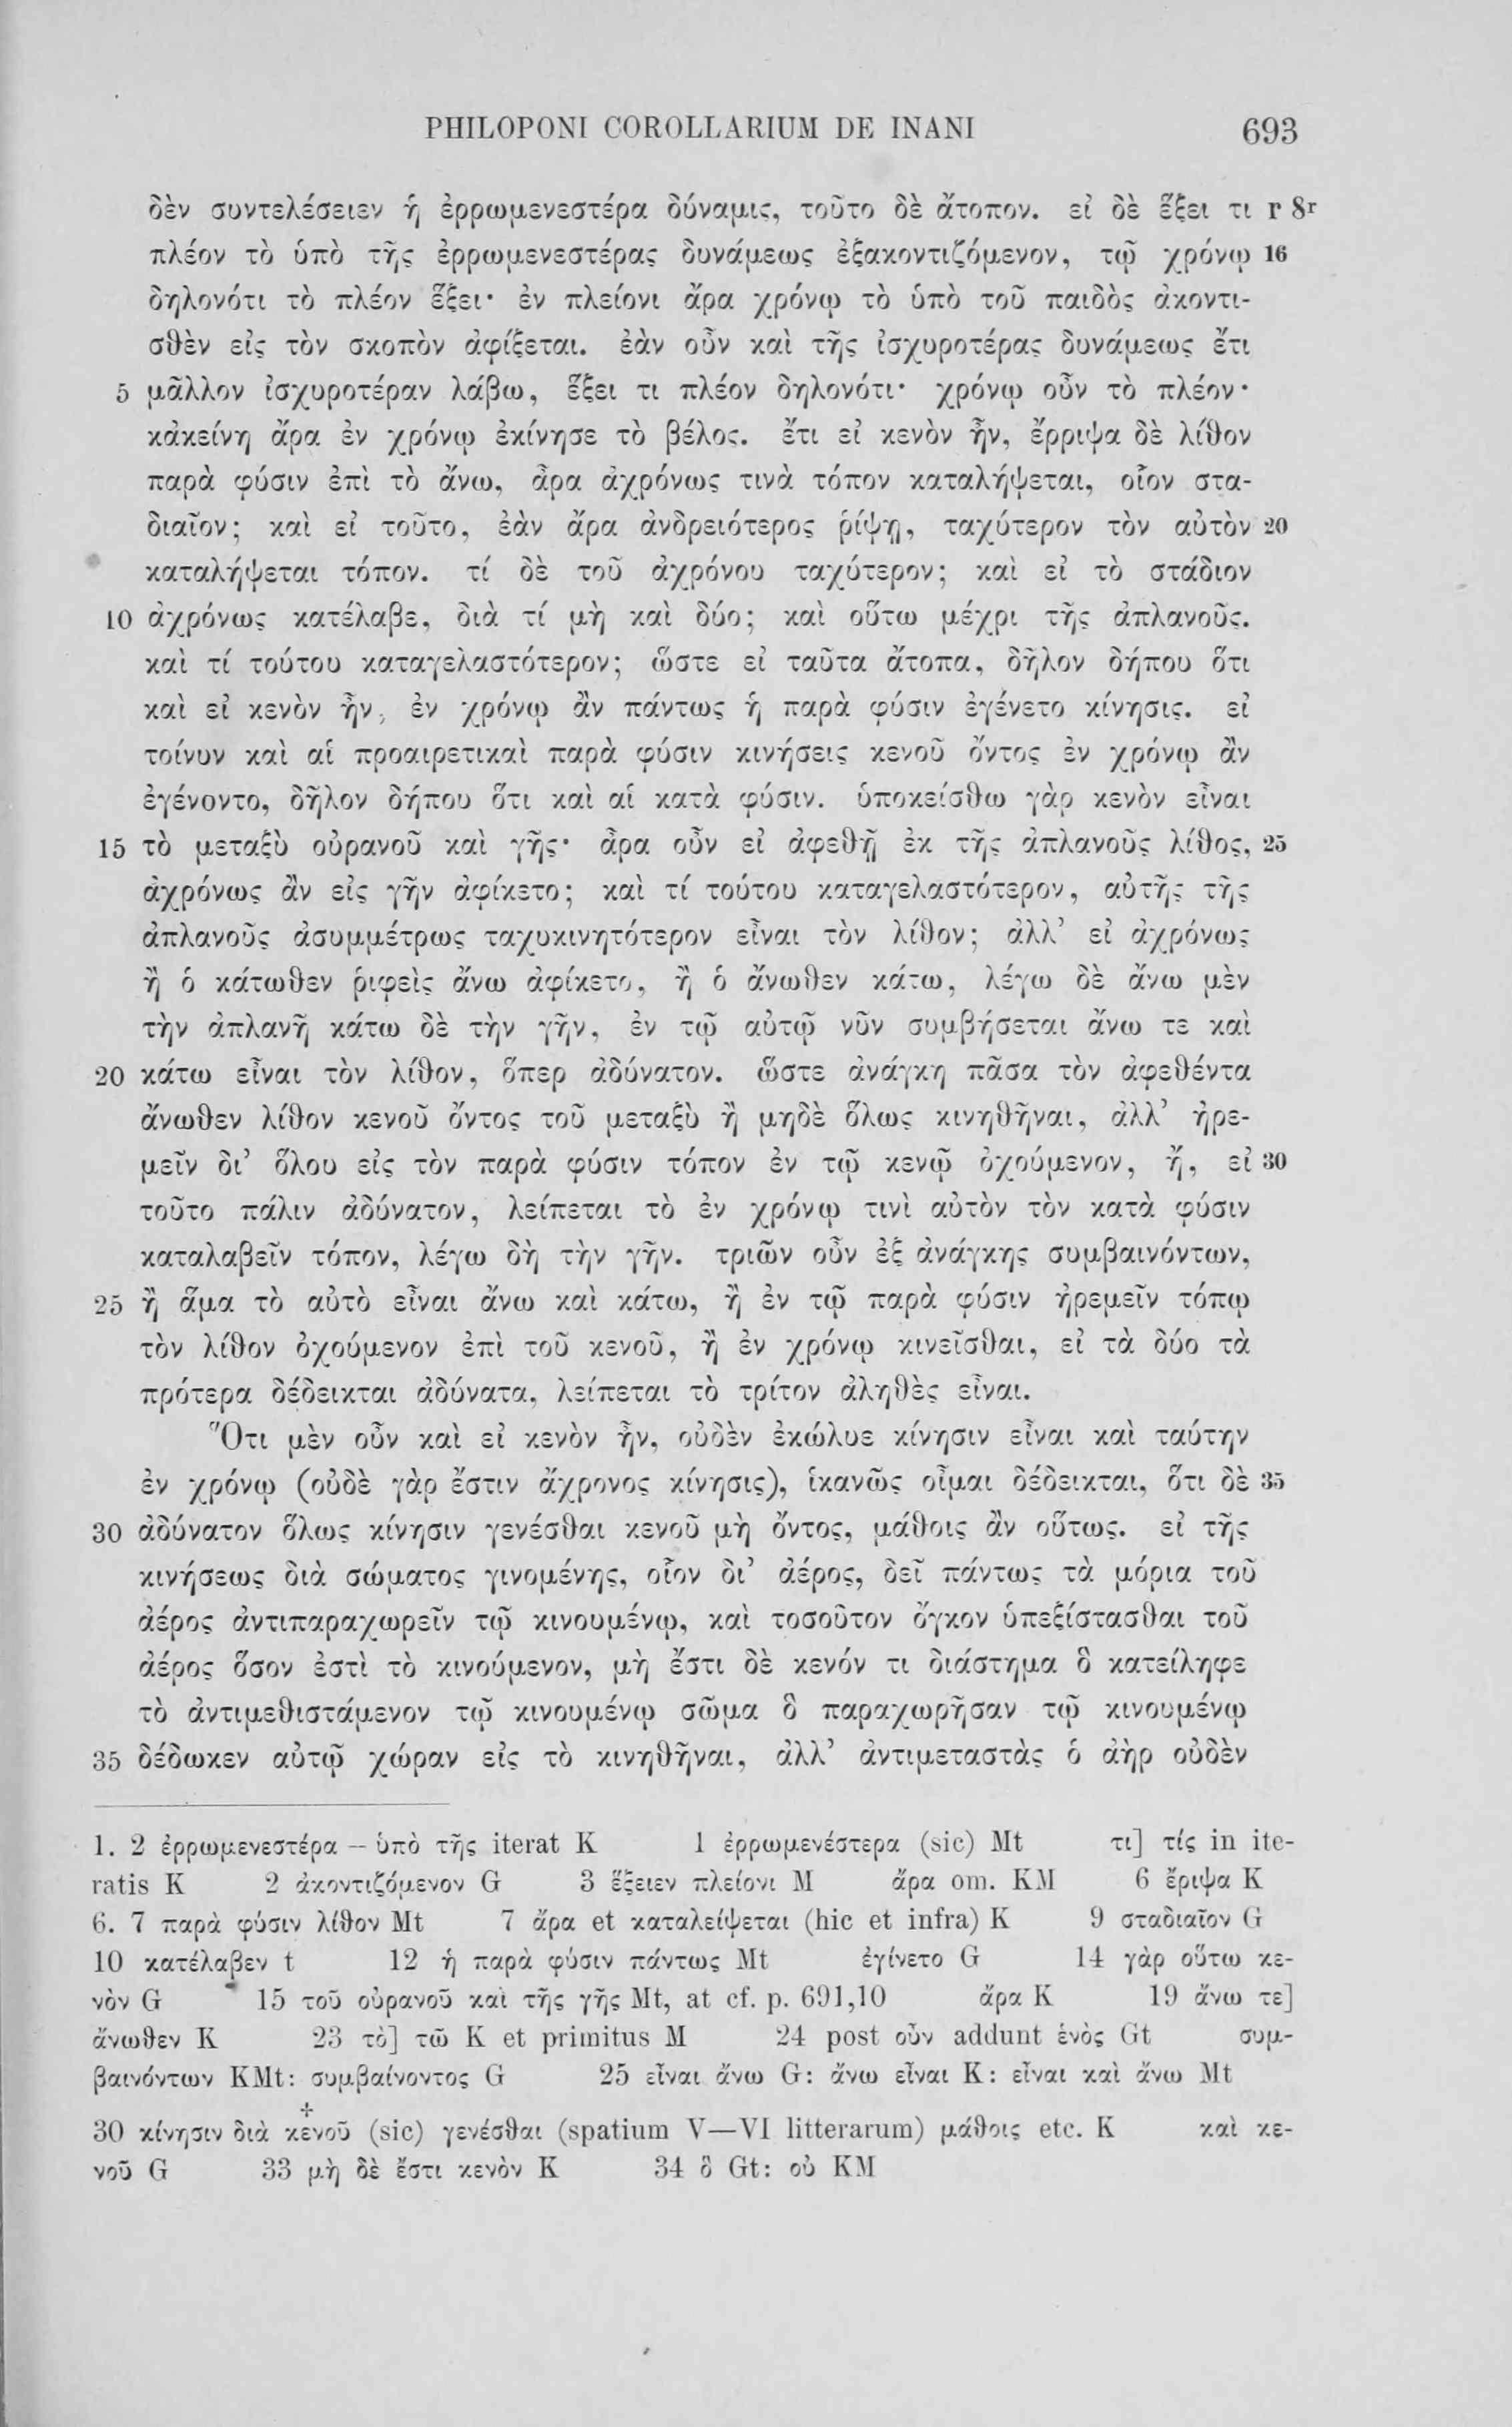 PHILOPONI COROLLARIUM DE INANI 693
δὲν συντελέσειεν ἡ ἐρρωμενεστέρα δύναμις, τοῦτο δὲ ἄτοπον. εἰ δὲ ἕξει τι r 8r
πλέον τὸ ὑπὸ τῆς ἐρρωμενεστέρας δυνάμεως ἐξακοντιζόμενον, τῷ χρόνῳ 16
δηλονότι τὸ πλέον ἕξει· ἐν πλείονι ἄρα χρόνῳ τὸ ὑπὸ τοῦ παιδὸς ἀκοντι-
σθὲν εἰς τὸν σκοπὸν ἀφίξεται. ἐὰν οὖν καὶ τῆς ἰσχυροτέρας δυνάμεως ἔτι
5 μᾶλλον ἰσχυροτέραν λάβω, ἕξει τι πλέον δηλονότι· χρόνῳ οὖν τὸ πλέον·
κἀκείνη ἄρα ἐν χρόνῳ ἐκίνησε τὸ βέλος. ἔτι εἰ κενὸν ἦν, ἔρριψα δὲ λίθον
παρὰ φύσιν ἐπὶ τὸ ἄνω, ἆρα ἀχρόνως τινὰ τόπον καταλήψεται, οἷον στα-
διαῖον; καὶ εἰ τοῦτο, ἐὰν ἄρα ἀνδρειότερος ῥίψῃ, ταχύτερον τὸν αὐτὸν 20
καταλήψεται τόπον. τί δὲ τοῦ ἀχρόνου ταχύτερον; καὶ εἰ τὸ στάδιον
10 ἀχρόνως κατέλαβε, διὰ τί μὴ καὶ δύο; καὶ οὕτω μέχρι τῆς ἀπλανοῦς.
καὶ τί τούτου καταγελαστότερον; ὥστε εἰ ταῦτα ἄτοπα, δῆλον δήπου ὅτι
καὶ εἰ κενὸν ἦν, ἐν χρόνῳ ἂν πάντως ἡ παρὰ φύσιν ἐγένετο κίνησις. εἰ
τοίνυν καὶ αἱ προαιρετικαὶ παρὰ φύσιν κινήσεις κενοῦ ὄντος ἐν χρόνῳ ἂν
ἐγένοντο, δῆλον δήπου ὅτι καὶ αἱ κατὰ φύσιν. ὑποκείσθω γὰρ κενὸν εἶναι
15 τὸ μεταξὺ οὐρανοῦ καὶ γῆς· ἆρα οὖν εἰ ἀφεθῇ ἐκ τῆς ἀπλανοῦς λίθος, 25
ἀχρόνως ἂν εἰς γῆν ἀφίκετο; καὶ τί τούτου καταγελαστότερον, αὐτῆς τῆς
ἀπλανοῦς ἀσυμμέτρως ταχυκινητότερον εἶναι τὸν λίθον; ἀλλ’ εἰ ἀχρόνως
ἢ ὁ κάτωθεν ῥιφεὶς ἄνω ἀφίκετο, ἢ ὁ ἄνωθεν κάτω, λέγω δὲ ἄνω μὲν
τὴν ἀπλανῆ κάτω δὲ τὴν γῆν, ἐν τῷ αὐτῷ νῦν συμβήσεται ἄνω τε καὶ
20 κάτω εἶναι τὸν λίθον, ὅπερ ἀδύνατον. ὥστε ἀνάγκη πᾶσα τὸν ἀφεθέντα
ἄνωθεν λίθον κενοῦ ὄντος τοῦ μεταξὺ ἢ μηδὲ ὅλως κινηθῆναι, ἀλλ’ ἠρε-
μεῖν δι’ ὅλου εἰς τὸν παρὰ φύσιν τόπον ἐν τῷ κενῷ ὀχούμενον, ἤ, εἰ 30
τοῦτο πάλιν ἀδύνατον, λείπεται τὸ ἐν χρόνῳ τινὶ αὐτὸν τὸν κατὰ φύσιν
καταλαβεῖν τόπον, λέγω δὴ τὴν γῆν. τριῶν οὖν ἐξ ἀνάγκης συμβαινόντων,
25 ἢ ἅμα τὸ αὐτὸ εἶναι ἄνω καὶ κάτω, ἢ ἐν τῷ παρὰ φύσιν ἠρεμεῖν τόπῳ
τὸν λίθον ὀχούμενον ἐπὶ τοῦ κενοῦ, ἢ ἐν χρόνῳ κινεῖσθαι, εἰ τὰ δύο τὰ
πρότερα δέδεικται ἀδύνατα, λείπεται τὸ τρίτον ἀληθὲς εἶναι.
Ὅτι μὲν οὖν καὶ εἰ κενὸν ἦν, οὐδὲν ἐκώλυε κίνησιν εἶναι καὶ ταύτην
ἐν χρόνῳ (οὐδὲ γὰρ ἔστιν ἄχρονος κίνησις), ἱκανῶς οἶμαι δέδεικται, ὅτι δὲ 35
30 ἀδύνατον ὅλως κίνησιν γενέσθαι κενοῦ μὴ ὄντος, μάθοις ἂν οὕτως. εἰ τῆς
κινήσεως διὰ σώματος γινομένης, οἷον δι’ ἀέρος, δεῖ πάντως τὰ μόρια τοῦ
ἀέρος ἀντιπαραχωρεῖν τῷ κινουμένῳ, καὶ τοσοῦτον ὄγκον ὑπεξίστασθαι τοῦ
ἀέρος ὅσον ἐστὶ τὸ κινούμενον, μὴ ἔστι δὲ κενόν τι διάστημα ὃ κατείληφε
τὸ ἀντιμεθιστάμενον τῷ κινουμένῳ σῶμα ὃ παραχωρῆσαν τῷ κινουμένῳ
35 δέδωκεν αὐτῷ χώραν εἰς τὸ κινηθῆναι, ἀλλ’ ἀντιμεταστὰς ὁ ἀὴρ οὐδὲν
1. 2 ἐρρωμενεστέρα – ὑπὸ τῆς iterat K 1 ἐρρωμενέστερα (sic) Mt τι] τίς in ite-
ratis K 2 ἀκοντιζόμενον G 3 ἕξειεν πλείονι M ἄρα om. KM 6 ἔριψα K
6. 7 παρὰ φύσιν λίθον Mt 7 ἄρα et καταλείψεται (hic et infra) K 9 σταδιαῖον G
10 κατέλαβεν t 12 ἡ παρὰ φύσιν πάντως Mt ἐγίνετο G 14 γὰρ οὕτω κε-
νὸν G 15 τοῦ οὐρανοῦ καὶ τῆς γῆς Mt, at cf. p. 691,10 ἄρα K 19 ἄνω τε]
ἄνωθεν K 23 τὸ] τῶ K et primitus M 24 post οὖν addunt ἑνὸς Gt συμ-
βαινόντων KMt: συμβαίνοντος G 25 εἶναι ἄνω G: ἄνω εἶναι K: εἶναι καὶ ἄνω Mt
30 κίνησιν διὰ κενοῦ (sic) γενέσθαι (spatium V—VI litterarum) μάθοις etc. K καὶ κε-
νοῦ G 33 μὴ δὲ ἔστι κενὸν K 34 ὃ Gt: οὐ KM